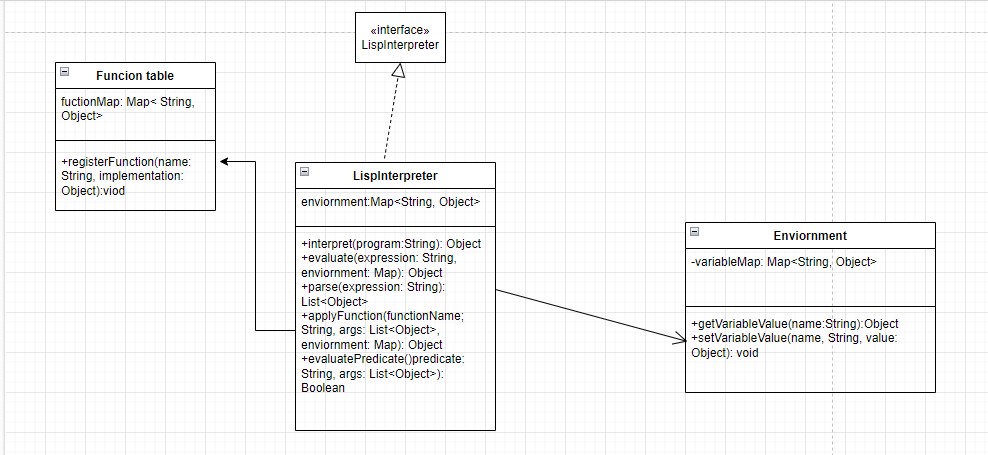 «interface»
LispInterpreter
Funcion table
fuctionMap: Map< String,
Object>
+registerFunction(name:
String, implementation:
Object):viod
LispInterpreter
enviornment:Map<String, Object>
+interpret(program:String): Object
+evaluate(expression: String,
enviornment: Map): Object
+parse(expression: String):
List<Object>
+applyFunction(functionName;
String, args: List<Object>,
enviornment: Map): Object
+evaluatePredicate()predicate:
String, args: List<Object>):
Boolean
Enviornment
-variableMap: Map<String, Object>
+getVariableValue(name:String):Object
+setVariableValue(name, String, value:
Object): void